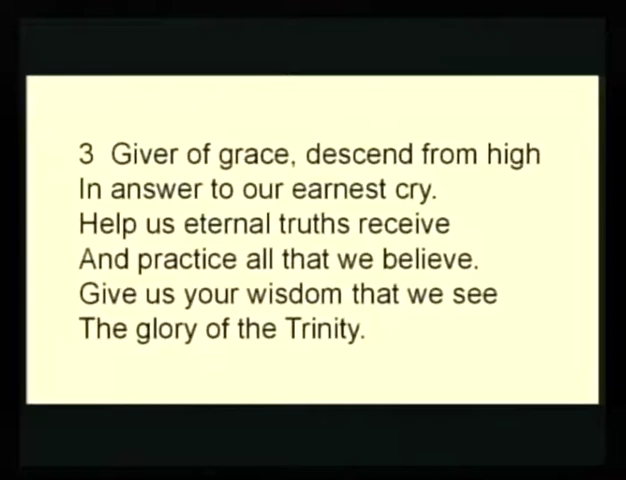 3 Giver of grace, descend from high
In answer to our earnest cry.
Help us eternal truths receive
And practice all that we believe.
Give us your wisdom that we see
The glory of the Trinity.